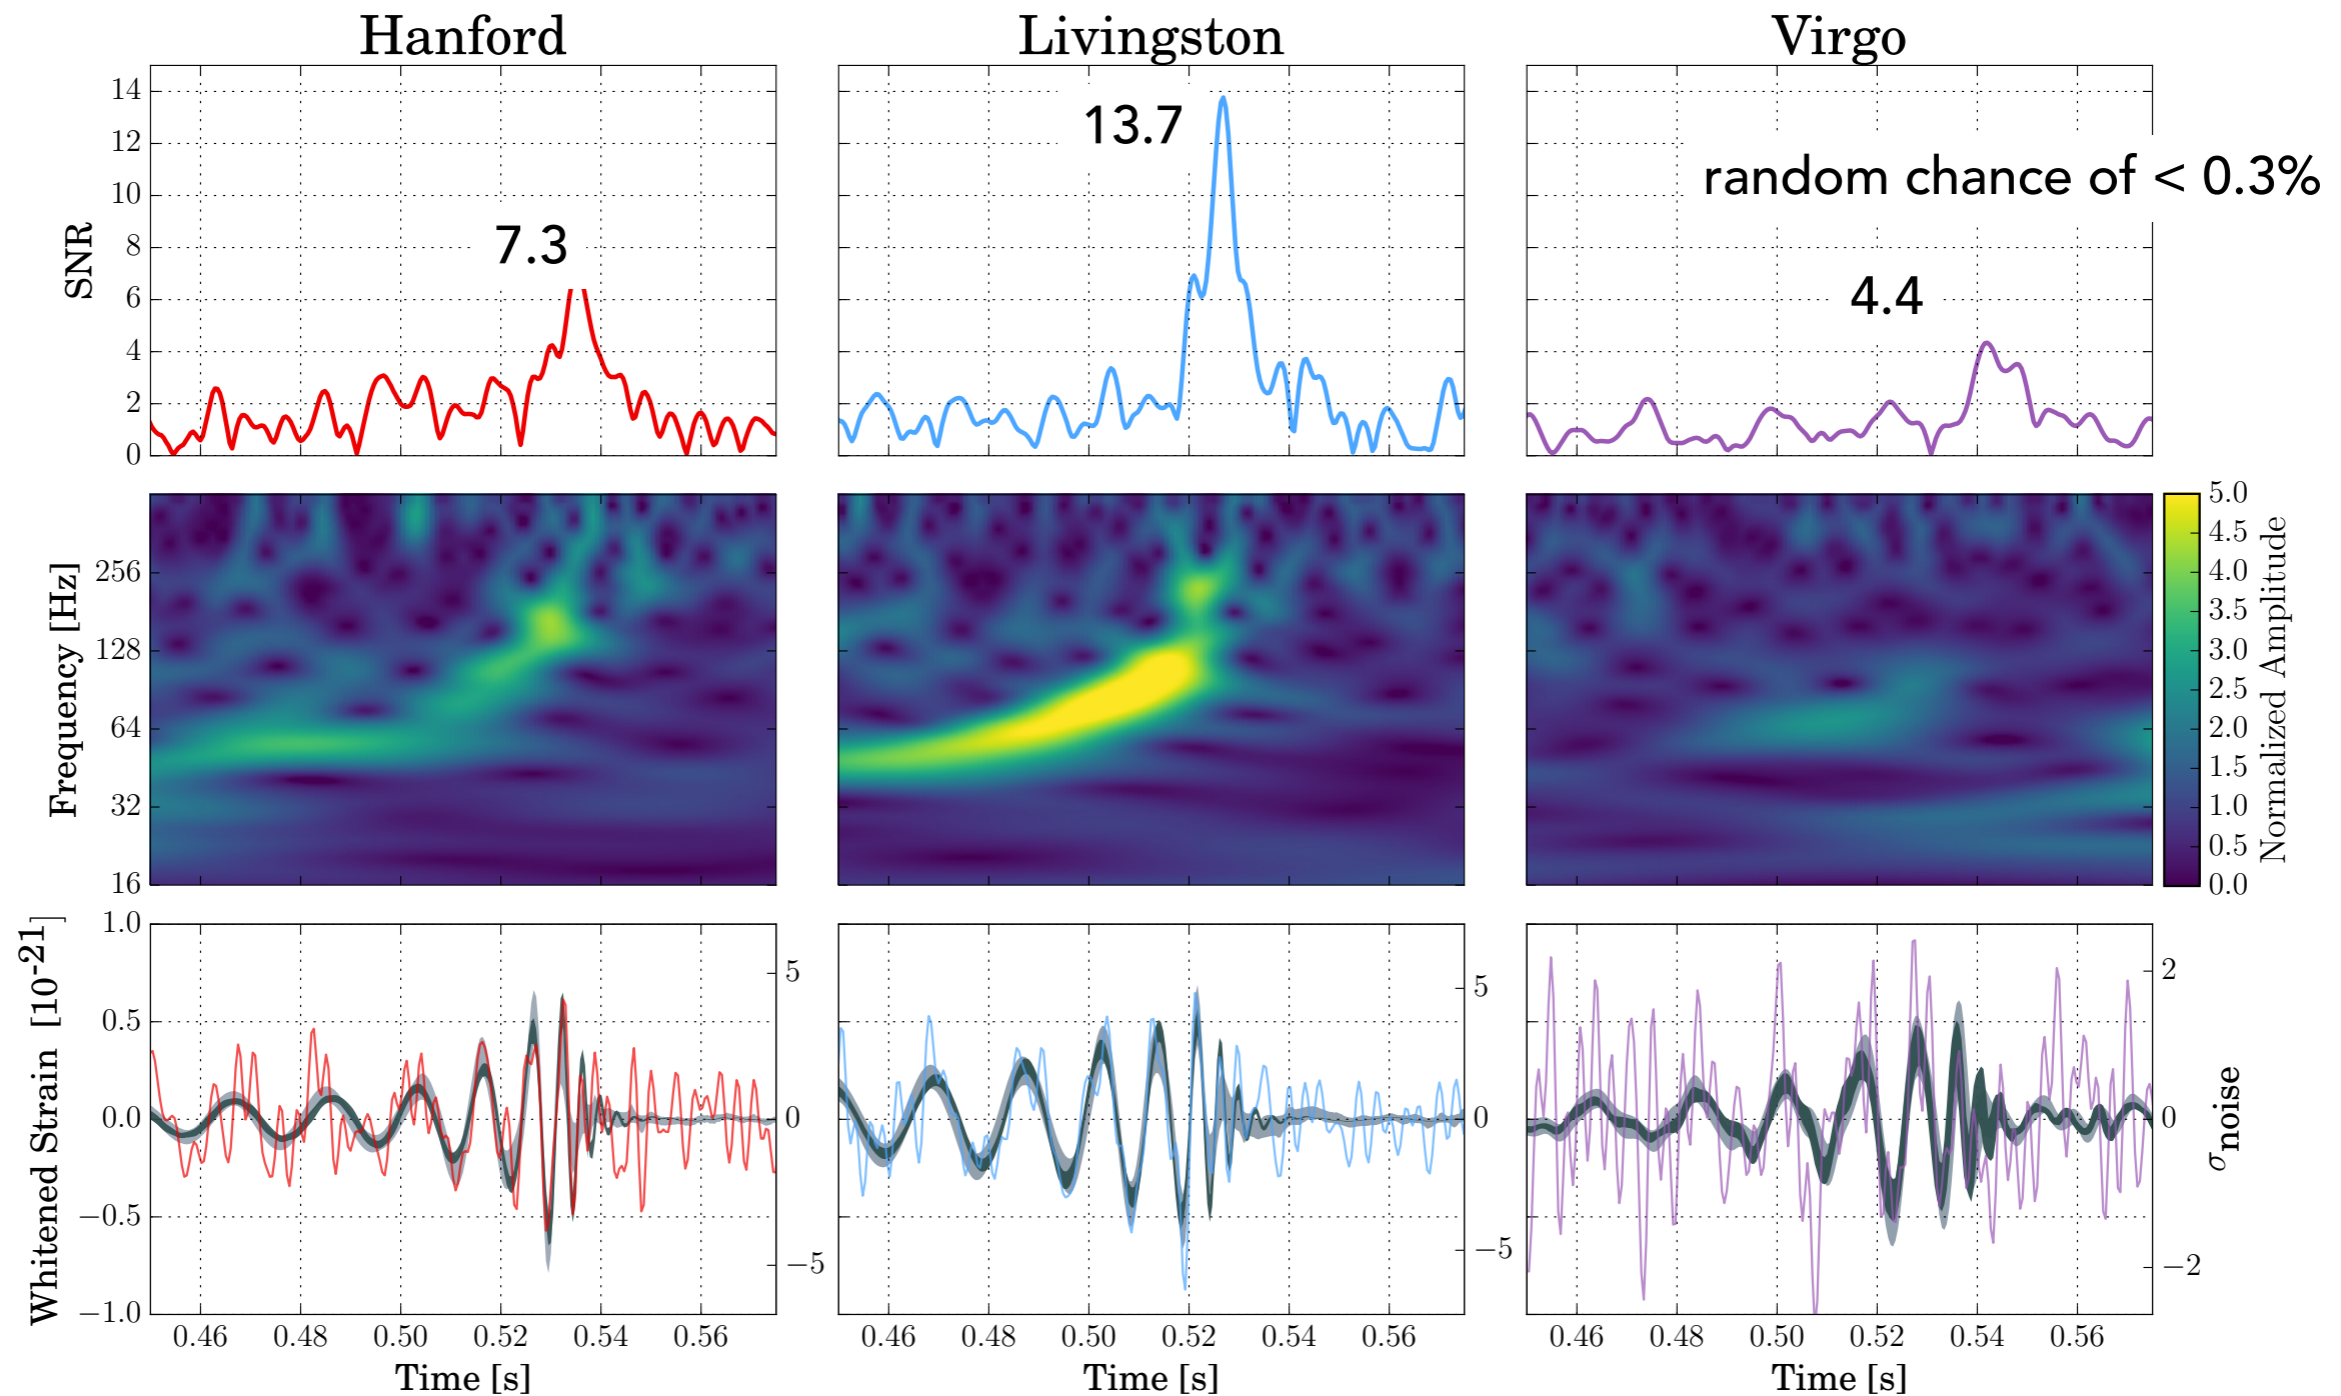 Hanford
Livingston
Virgo
SNR
14
12
10
8
6
4
2
0
7.3
13.7
random chance of < 0.3%
4.4
Frequency [Hz]
256
128
64
32
16
5.0
4.5
4.0
3.5
3.0
2.5
2.0
1.5
1.0
0.5
0.0
Normalized Amplitude
Whitened Strain [10-21]
1.0
0.5
0.0
−0.5
−1.0
5
0
−5
5
0
−5
2
0
−2
σnoise
0.46 0.48 0.50 0.52 0.54 0.56
0.46 0.48 0.50 0.52 0.54 0.56
0.46 0.48 0.50 0.52 0.54 0.56
Time [s]
Time [s]
Time [s]